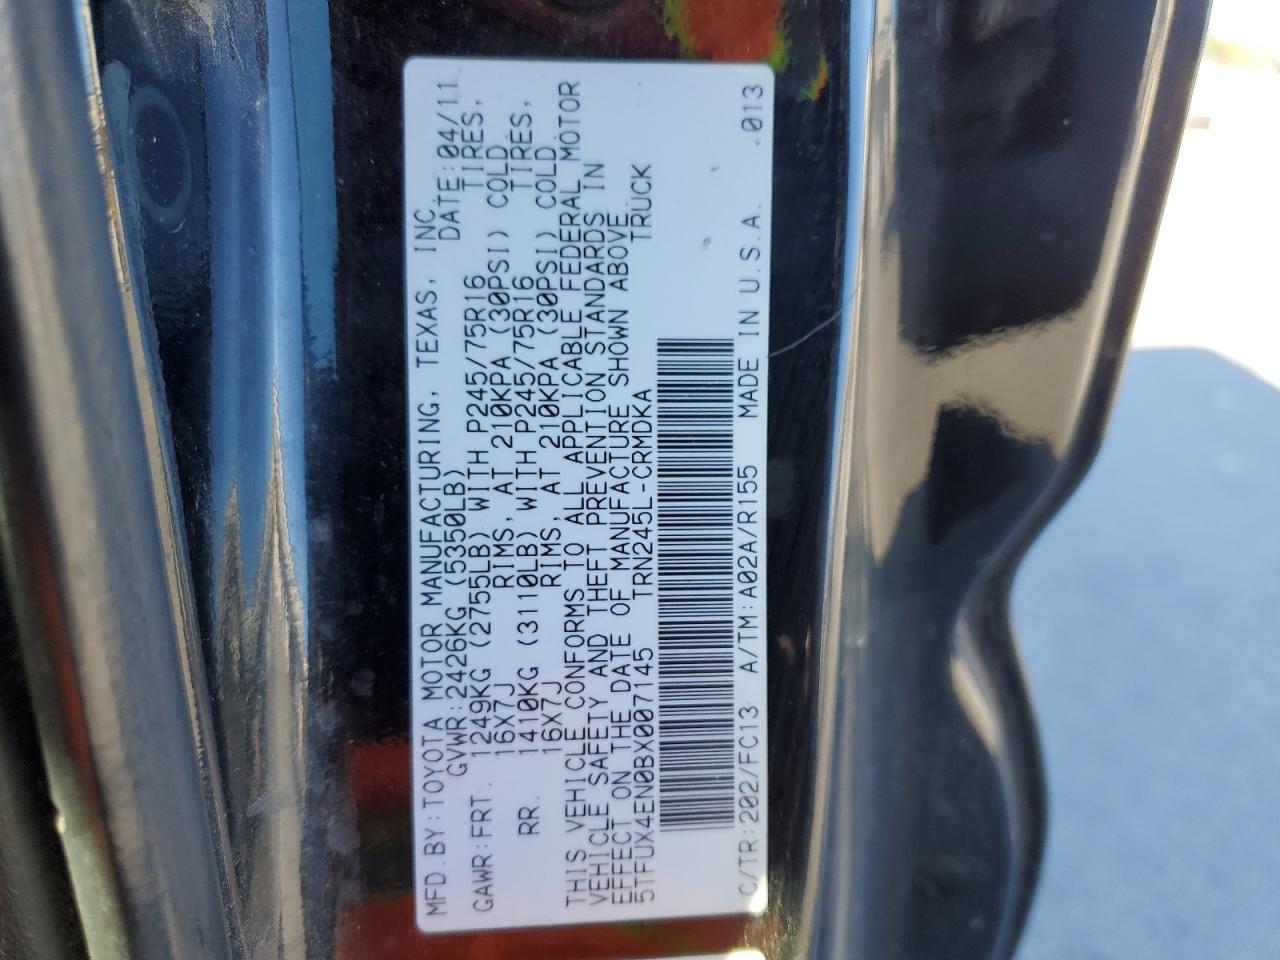 MFD.BY:TOYOTA MOTOR MANUFACTURING, TEXAS, INC.
GVWR:2426KG(5350LB) DATE:04/11
GAWR:FRT. 1249KG (2755LB) WITH P245/75R16 TIRES,
16X7J RIMS, AT 210KPA (30PSI) COLD
RR. 1410KG (3110LB) WITH P245/75R16 TIRES,
16X7J RIMS, AT 210KPA (30PSI) COLD
THIS VEHICLE CONFORMS TO ALL APPLICABLE FEDERAL MOTOR
VEHICLE SAFETY AND THEFT PREVENTION STANDARDS IN
EFFECT ON THE DATE OF MANUFACTURE SHOWN ABOVE.
5TFUX4EN0BX007145 TRN245L-CRMDKA TRUCK
C/TR:202/FC13 A/TM:A02A/R155 MADE IN U.S.A. 013